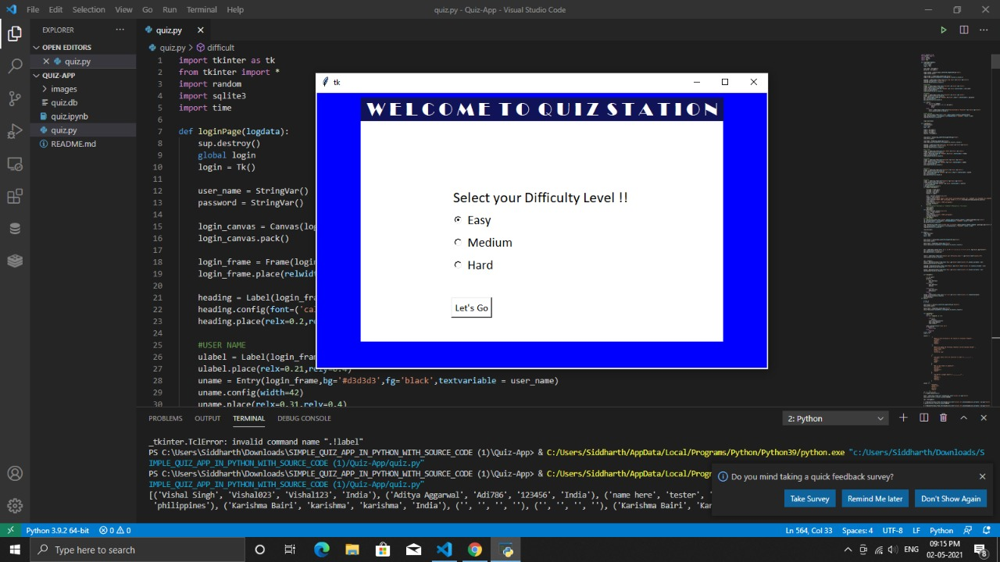 File Edit Selection View Go Run Terminal Help quiz.py - Quiz-App - Visual Studio Code
EXPLORER
OPEN EDITORS
quiz.py
QUIZ-APP
images
quiz.db
quiz.ipynb
quiz.py
README.md
quiz.py
quiz.py > difficult
1 import tkinter as tk
2 from tkinter import *
3 import random
4 import sqlite3
5 import time
6
7 def loginPage(logdata):
8 sup.destroy()
9 global login
10 login = Tk()
11
12 user_name = StringVar()
13 password = StringVar()
14
15 login_canvas = Canvas(log
16 login_canvas.pack()
17
18 login_frame = Frame(login
19 login_frame.place(relwidt
20
21 heading = Label(login_fra
22 heading.config(font=('cal
23 heading.place(relx=0.2,re
24
25 #USER NAME
26 ulabel = Label(login_fram
27 ulabel.place(relx=0.21,rely=0.4)
28 uname = Entry(login_frame,bg='#d3d3d3',fg='black',textvariable = user_name)
29 uname.config(width=42)
30 uname.place(relx=0.31,rely=0.4)
tk
WELCOME TO QUIZ STATION
Select your Difficulty Level !!
Easy
Medium
Hard
Let's Go
PROBLEMS OUTPUT TERMINAL DEBUG CONSOLE
2: Python
_tkinter.TclError: invalid command name ".!label"
PS C:\Users\Siddharth\Downloads\SIMPLE_QUIZ_APP_IN_PYTHON_WITH_SOURCE_CODE (1)\Quiz-App> & C:/Users/Siddharth/AppData/Local/Programs/Python/Python39/python.exe "c:/Users/Siddharth/Downloads/S
IMPLE_QUIZ_APP_IN_PYTHON_WITH_SOURCE_CODE (1)/Quiz-App/quiz.py"
PS C:\Users\Siddharth\Downloads\SIMPLE_QUIZ_APP_IN_PYTHON_WITH_SOURCE_CODE (1)\Quiz-App> & C:/Users/Siddharth/AppData/Local/Progr
IMPLE_QUIZ_APP_IN_PYTHON_WITH_SOURCE_CODE (1)/Quiz-App/quiz.py"
[('Vishal Singh', 'Vishal023', 'Vishal123', 'India'), ('Aditya Aggarwal', 'Adi786', '123456', 'India'), ('name here', 'tester', '
'philippines'), ('Karishma Bairi', 'karishma', 'karishma', 'India'), ('', '', '', ''), ('', '', '', ''), ('Karishma Bairi', 'Kar
Do you mind taking a quick feedback survey?
Take Survey Remind Me later Don't Show Again
Python 3.9.2 64-bit 0 0 Ln 564, Col 33 Spaces: 4 UTF-8 LF Python
Type here to search
ENG
09:15 PM
02-05-2021
8